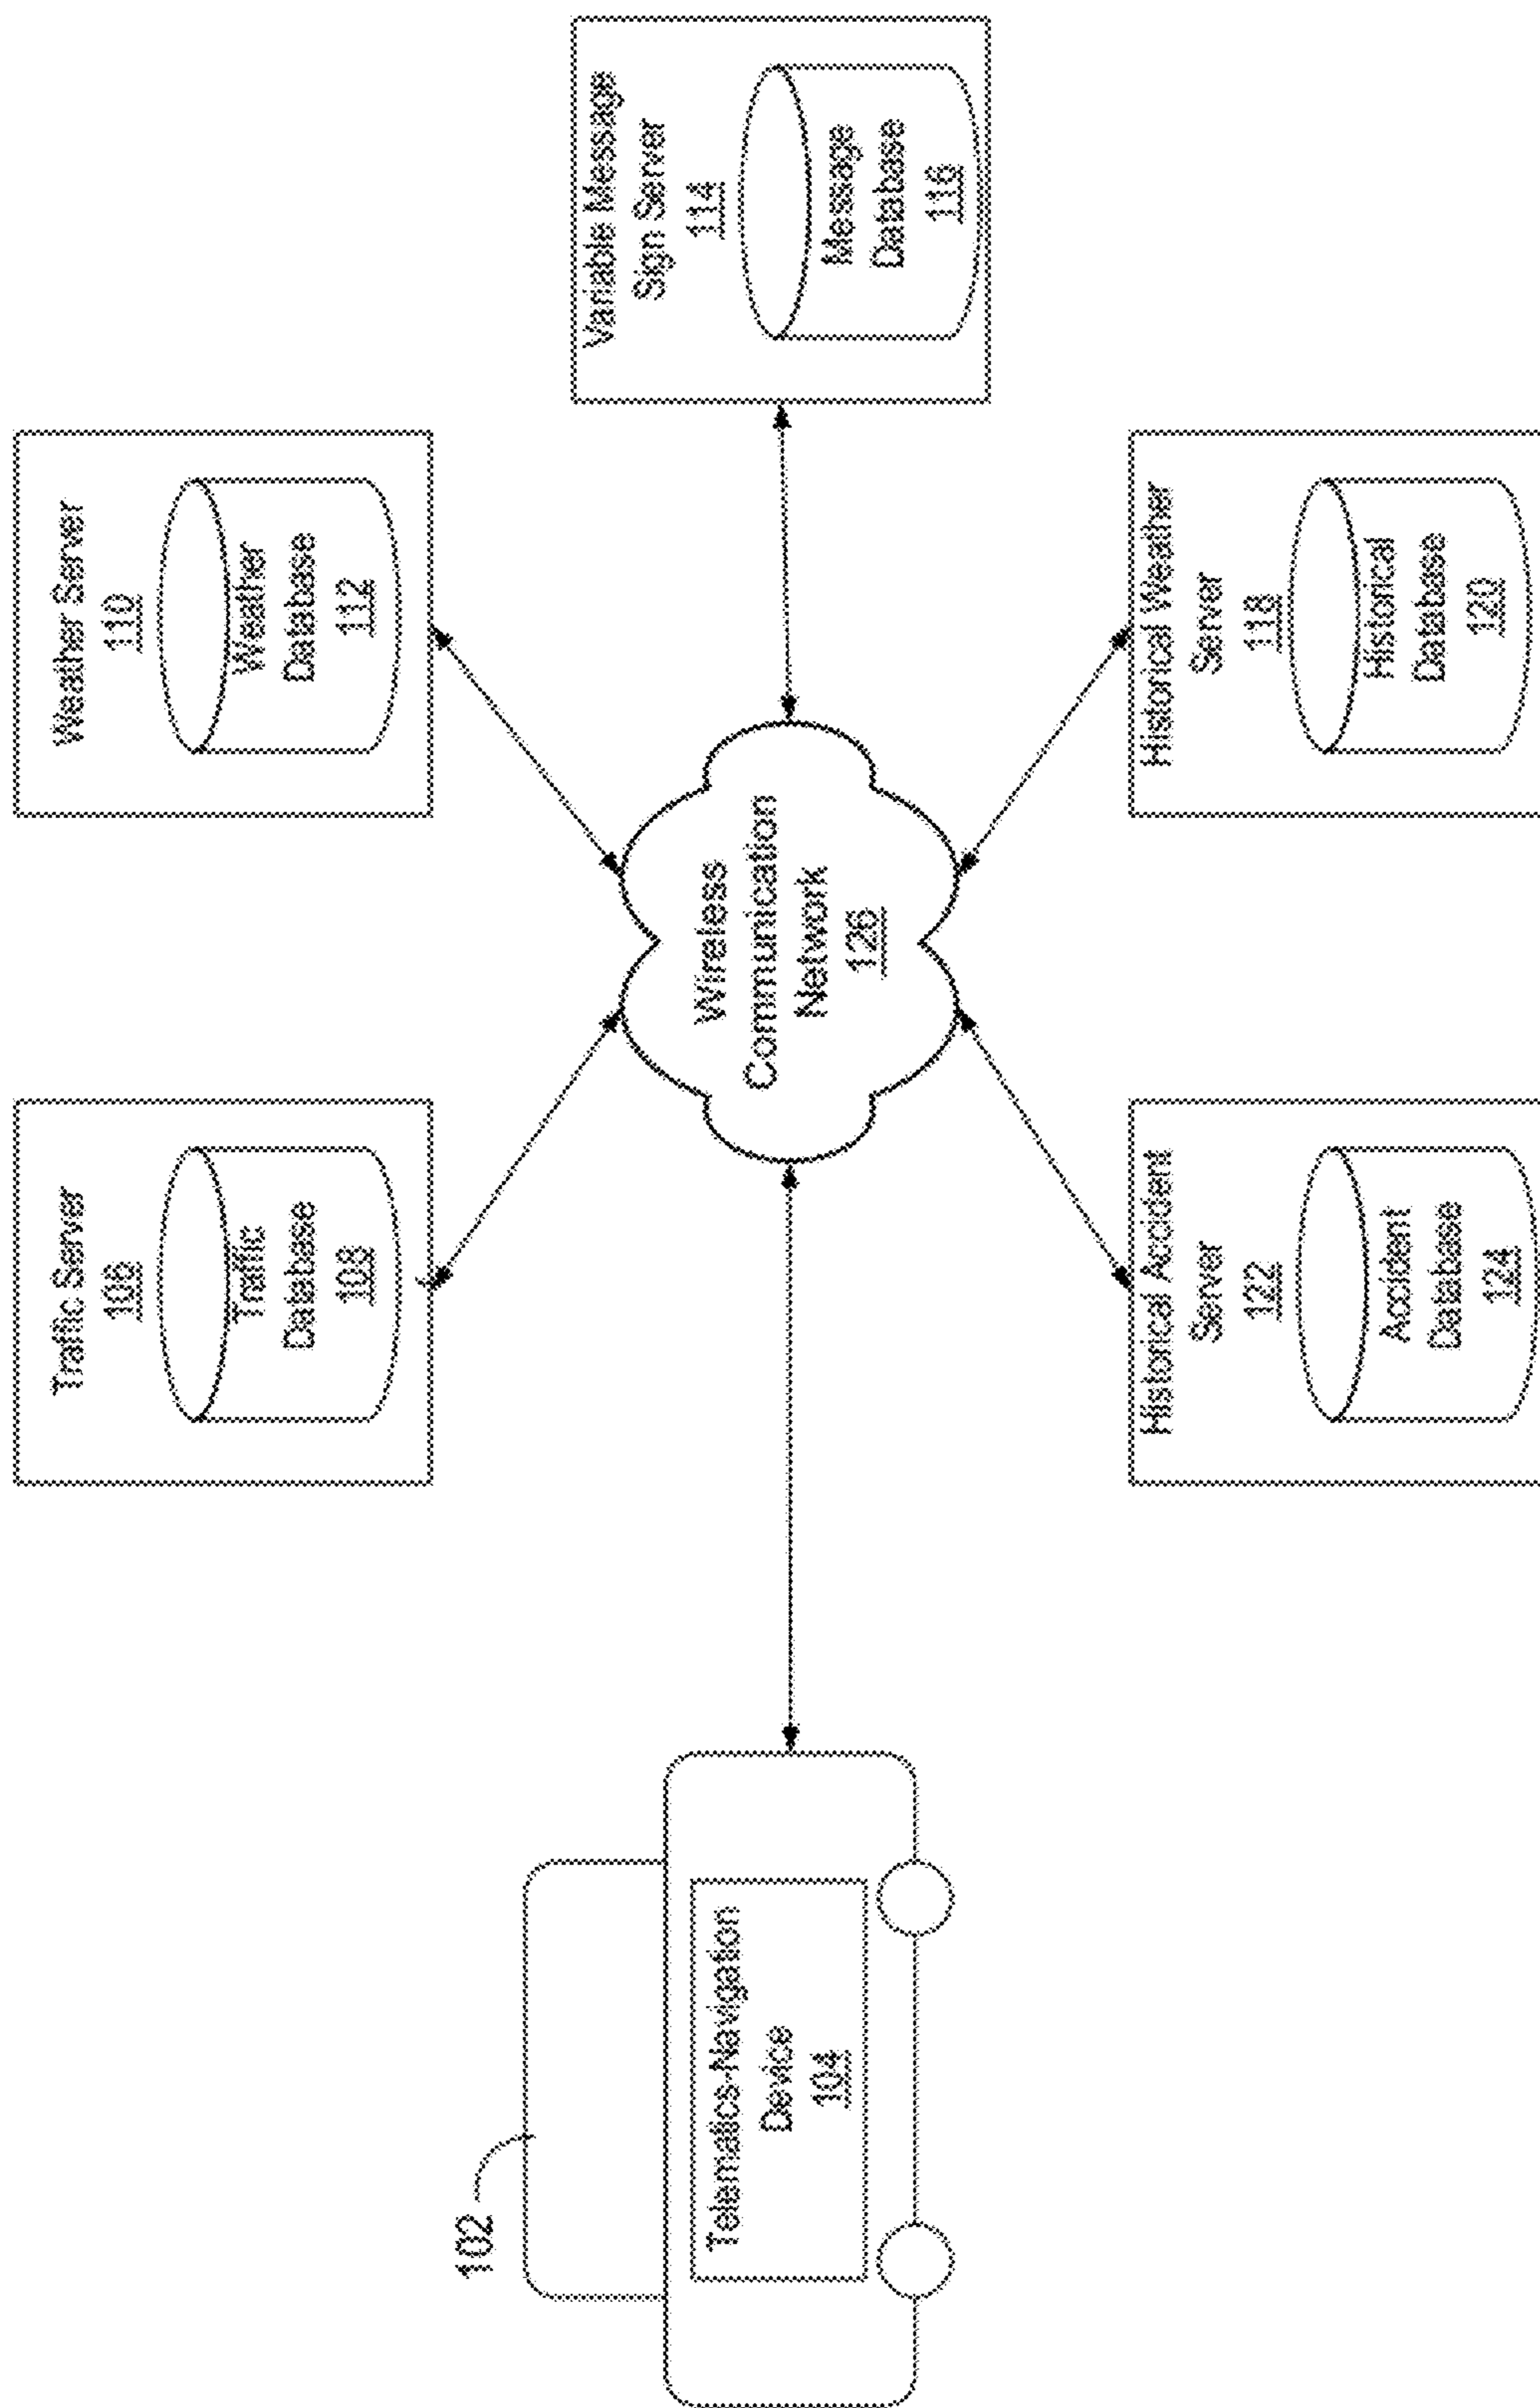 Traffic Server
106
Traffic
Database
108
Weather Server
110
Weather
Database
112
Variable Message
Sign Server
114
Message
Database
116
102
Telematics-Navigation
Device
104
Wireless
Communication
Network
126
Historical Accident
Server
122
Accident
Database
124
Historical Weather
Server
118
Historical
Database
120